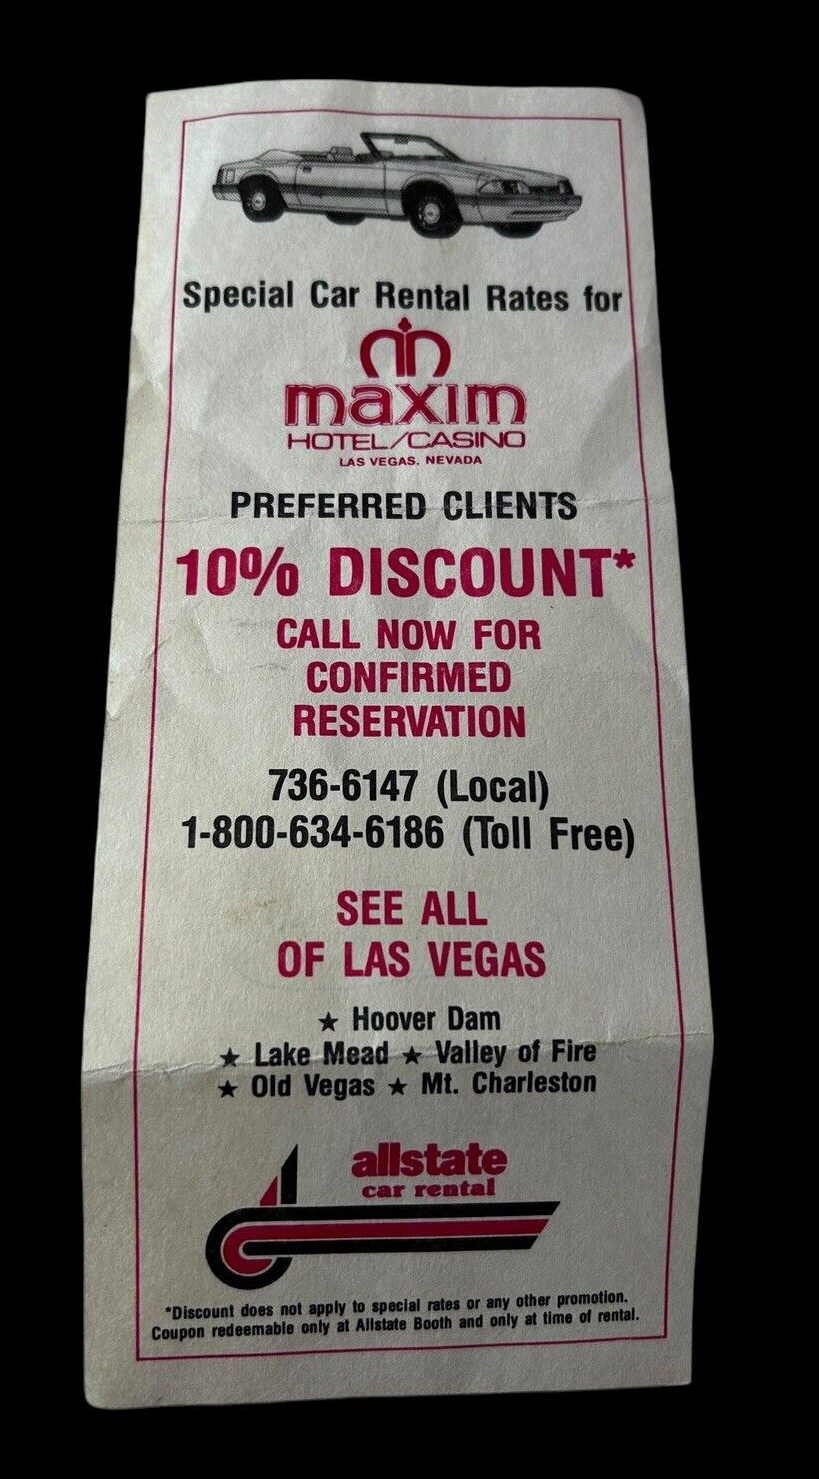 Special Car Rental Rates for
maxim
HOTEL/CASINO
LAS VEGAS, NEVADA
PREFERRED CLIENTS
10% DISCOUNT*
CALL NOW FOR
CONFIRMED
RESERVATION
736-6147 (Local)
1-800-634-6186 (Toll Free)
SEE ALL
OF LAS VEGAS
★ Hoover Dam
★ Lake Mead ★ Valley of Fire
★ Old Vegas ★ Mt. Charleston
allstate
car rental
*Discount does not apply to special rates or any other promotion.
Coupon redeemable only at Allstate Booth and only at time of rental.